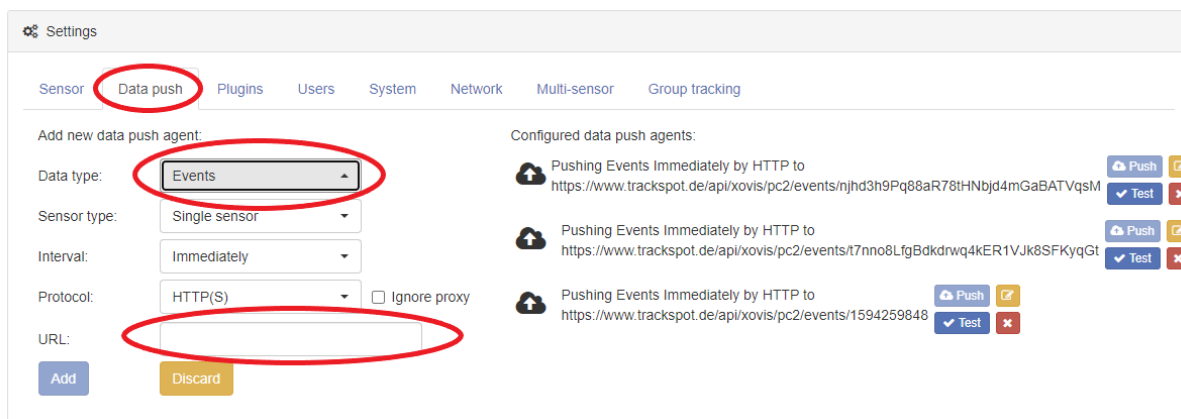 Settings
Sensor Data push Plugins Users System Network Multi-sensor Group tracking
Add new data push agent:
Data type: Events
Sensor type: Single sensor
Interval: Immediately
Protocol: HTTP(S) Ignore proxy
URL:
Add Discard
Configured data push agents:
Pushing Events Immediately by HTTP to
https://www.trackspot.de/api/xovis/pc2/events/njhd3h9Pq88aR78tHNbjd4mGaBATVqsM
Push
Test
Pushing Events Immediately by HTTP to
https://www.trackspot.de/api/xovis/pc2/events/t7nno8LfgBdkdrwq4kER1VJk8SFKyqGt
Push
Test
Pushing Events Immediately by HTTP to
https://www.trackspot.de/api/xovis/pc2/events/1594259848
Push
Test